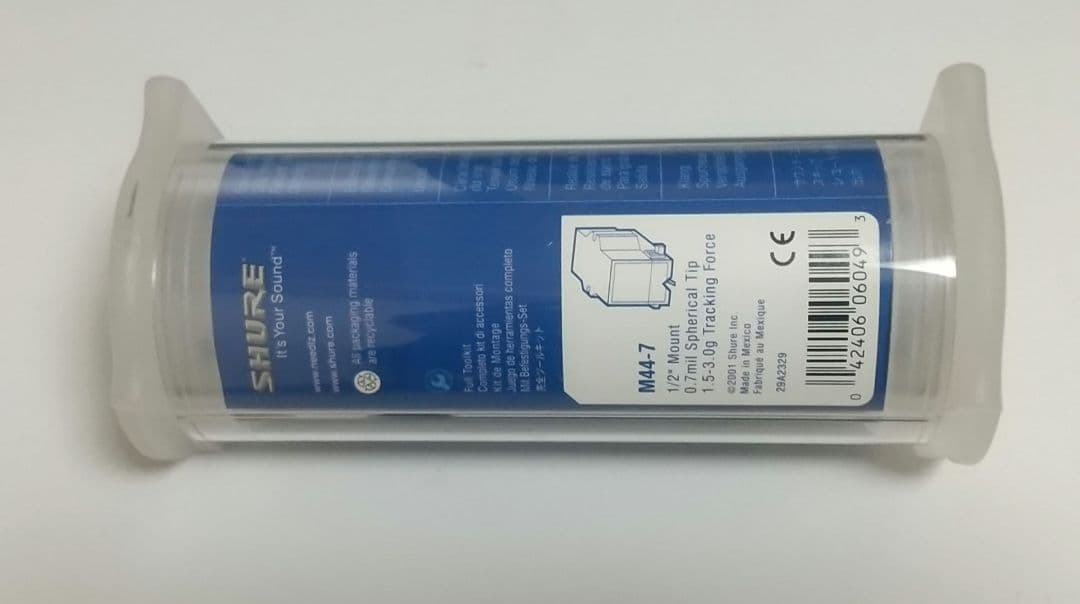 SHURE
It's Your Sound™
www.needlz.com
www.shure.com
All packaging materials
are recyclable
Full Toolkit
Completo kit di accessori
Kit de Montage
Juego de herramientas completo
Mit Befestigungs-Set
完全ツールキット
M44-7
1/2" Mount
0.7mil Spherical Tip
1.5-3.0g Tracking Force
©2001 Shure Inc.
Made in Mexico
Fabriqué au Mexique
29A2329
CE
0 42406 06049 3